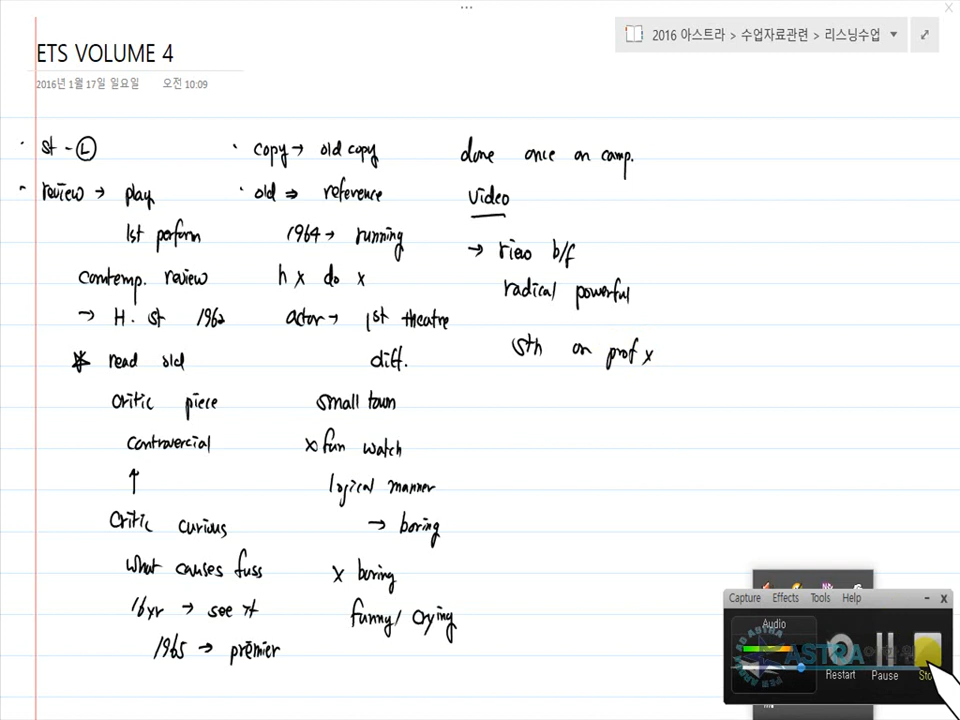 2016 아스트라 > 수업자료관련 > 리스닝수업
ETS VOLUME 4
2016년 1월 17일 일요일 오전 10:09
· st - Ⓛ
· review → play
1st perform
contemp. review
→ H. st 1962
* read old
critic piece
controvercial
↑
critic curious
what causes fuss
16yr → see it
1965 → premier
· copy → old copy
· old ⇒ reference
1964 → running
h x do x
actor → 1st theatre
diff.
small town
x fun watch
logical manner
→ boring
x boring
funny / crying
done once on camp.
video
→ view b/f
radical powerful
sth on prof x
Capture Effects Tools Help
Audio
Restart Pause Sto
ASTRA